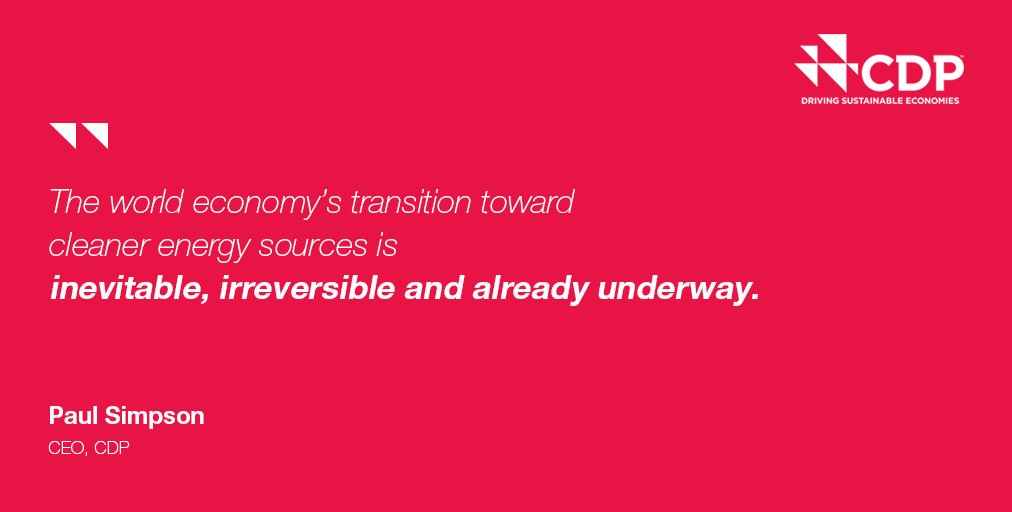 CDP
DRIVING SUSTAINABLE ECONOMIES
The world economy’s transition toward
cleaner energy sources is
inevitable, irreversible and already underway.
Paul Simpson
CEO, CDP